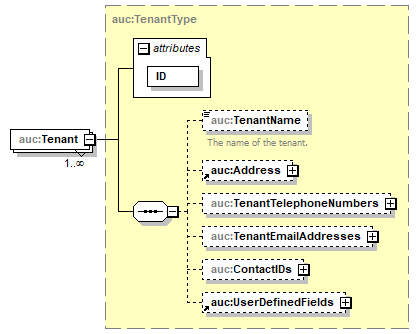 auc:TenantType
attributes
ID
auc:Tenant
1..∞
auc:TenantName
The name of the tenant.
auc:Address
auc:TenantTelephoneNumbers
auc:TenantEmailAddresses
auc:ContactIDs
auc:UserDefinedFields